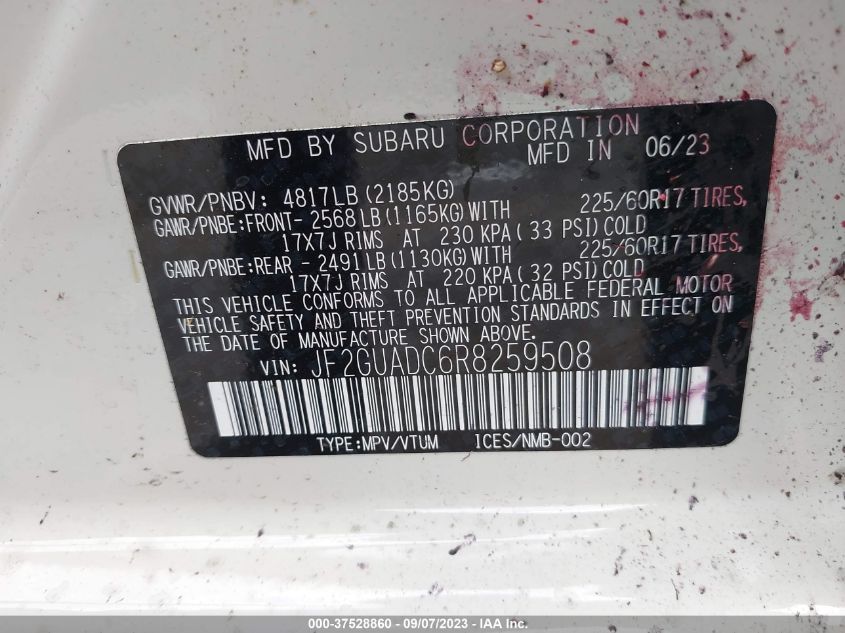 MFD BY SUBARU CORPORATION
MFD IN 06/23
GVWR/PNBV: 4817LB(2185KG)
GAWR/PNBE:FRONT- 2568LB(1165KG)WITH 225/60R17 TIRES,
17X7J RIMS AT 230 KPA( 33 PSI)COLD
GAWR/PNBE:REAR - 2491LB(1130KG)WITH 225/60R17 TIRES,
17X7J RIMS AT 220 KPA( 32 PSI)COLD
THIS VEHICLE CONFORMS TO ALL APPLICABLE FEDERAL MOTOR
VEHICLE SAFETY AND THEFT PREVENTION STANDARDS IN EFFECT ON
THE DATE OF MANUFACTURE SHOWN ABOVE.
VIN: JF2GUADC6R8259508
TYPE:MPV/VTUM ICES/NMB-002
000-37528860 - 09/07/2023 - IAA Inc.